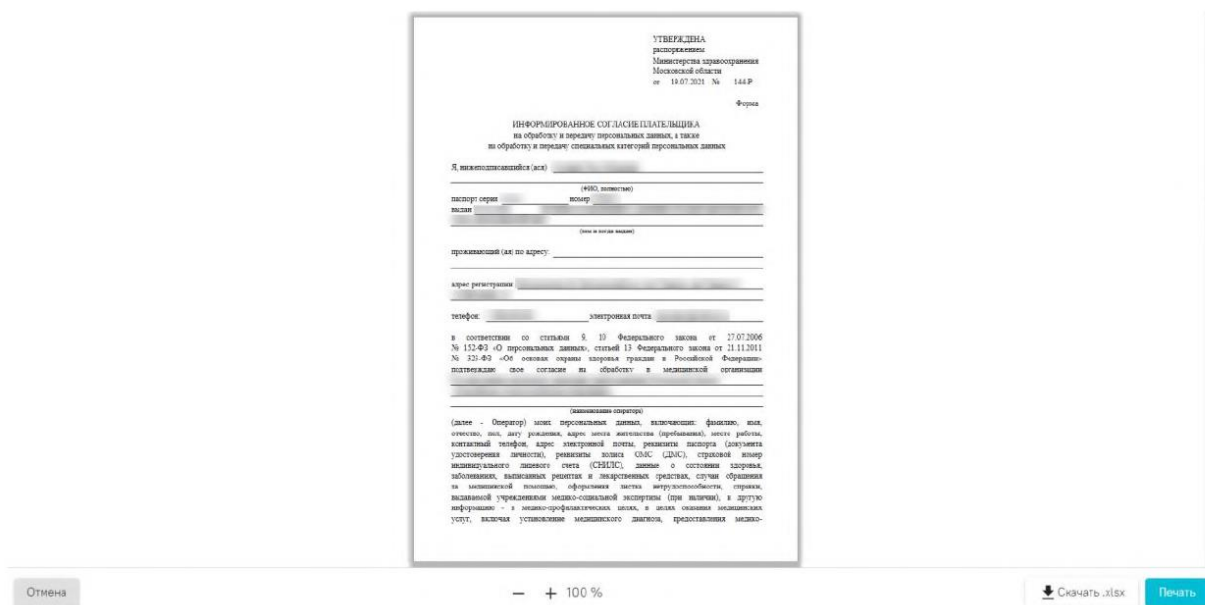 УТВЕРЖДЕНА
распоряжением
Министерства здравоохранения
Московской области
от 19.07.2021 № 144-Р
Форма
ИНФОРМИРОВАННОЕ СОГЛАСИЕ ПЛАТЕЛЬЩИКА
на обработку и передачу персональных данных, а также
на обработку и передачу специальных категорий персональных данных
Я, нижеподписавшийся (аяся)
(ФИО, полностью)
паспорт серия номер
выдан
(кем и когда выдан)
проживающий (ая) по адресу:
адрес регистрации
телефон: электронная почта:
в соответствии со статьями 9, 10 Федерального закона от 27.07.2006
№ 152-ФЗ «О персональных данных», статьей 13 Федерального закона от 21.11.2011
№ 323-ФЗ «Об основах охраны здоровья граждан в Российской Федерации»
подтверждаю свое согласие на обработку в медицинской организации
(наименование оператора)
(далее - Оператор) моих персональных данных, включающих: фамилию, имя,
отчество, пол, дату рождения, адрес места жительства (пребывания), место работы,
контактный телефон, адрес электронной почты, реквизиты паспорта (документа
удостоверения личности), реквизиты полиса ОМС (ДМС), страховой номер
индивидуального лицевого счета (СНИЛС), данные о состоянии здоровья,
заболеваниях, выписанных рецептах и лекарственных средствах, случаи обращения
за медицинской помощью, оформления листка нетрудоспособности, справки,
выдаваемой учреждениями медико-социальной экспертизы (при наличии), и другую
информацию - в медико-профилактических целях, в целях оказания медицинских
услуг, включая установление медицинского диагноза, предоставления медико-
Отмена — + 100 % Скачать .xlsx Печать